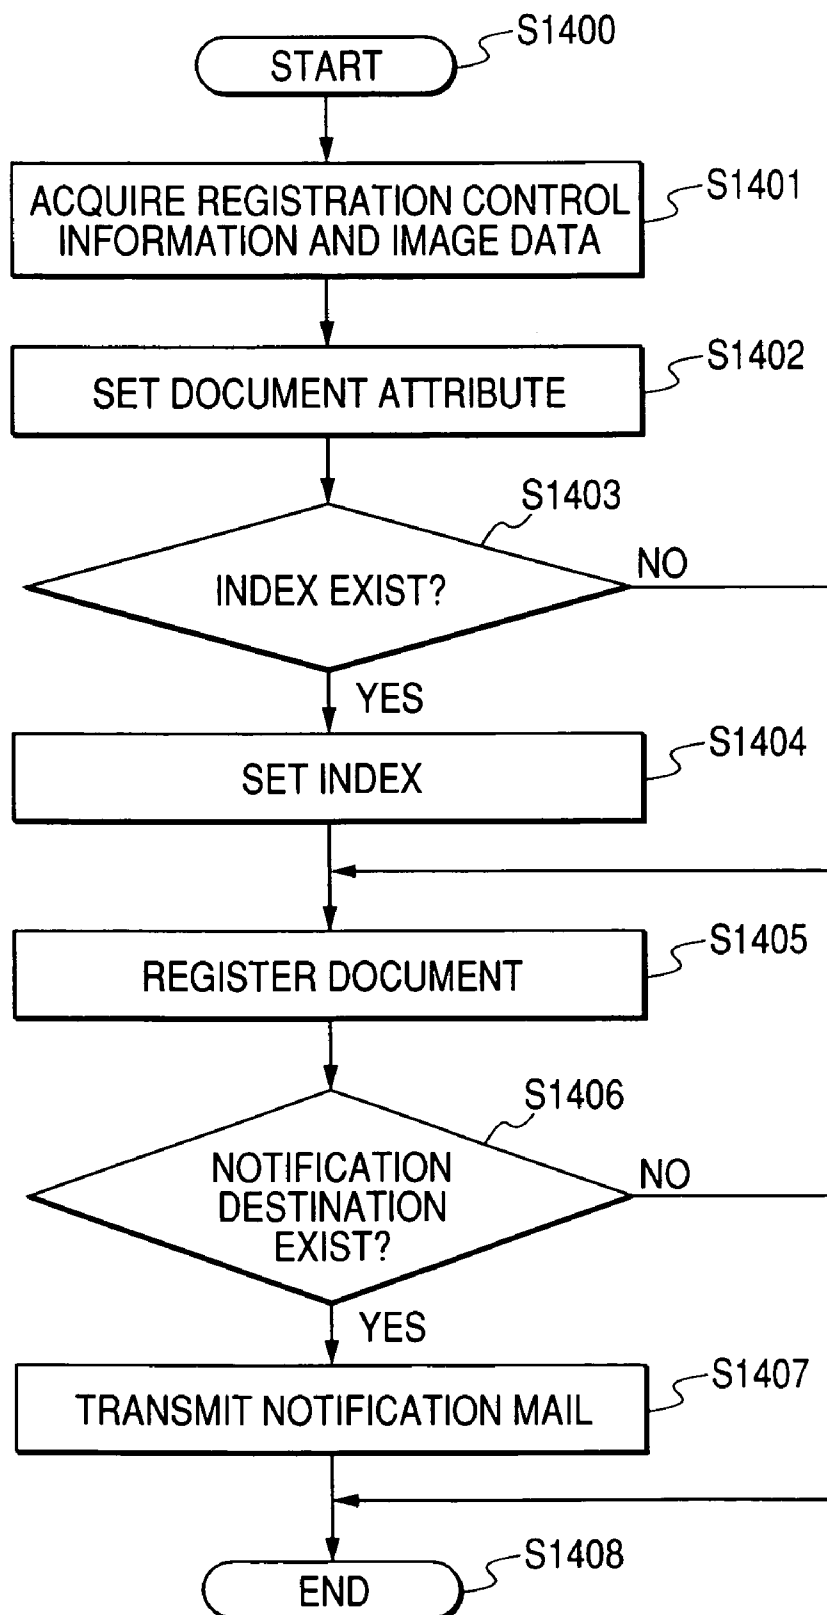 START
S1400
ACQUIRE REGISTRATION CONTROL
INFORMATION AND IMAGE DATA
S1401
SET DOCUMENT ATTRIBUTE
S1402
S1403
INDEX EXIST?
NO
YES
SET INDEX
S1404
REGISTER DOCUMENT
S1405
S1406
NOTIFICATION
DESTINATION
EXIST?
NO
YES
TRANSMIT NOTIFICATION MAIL
S1407
END
S1408